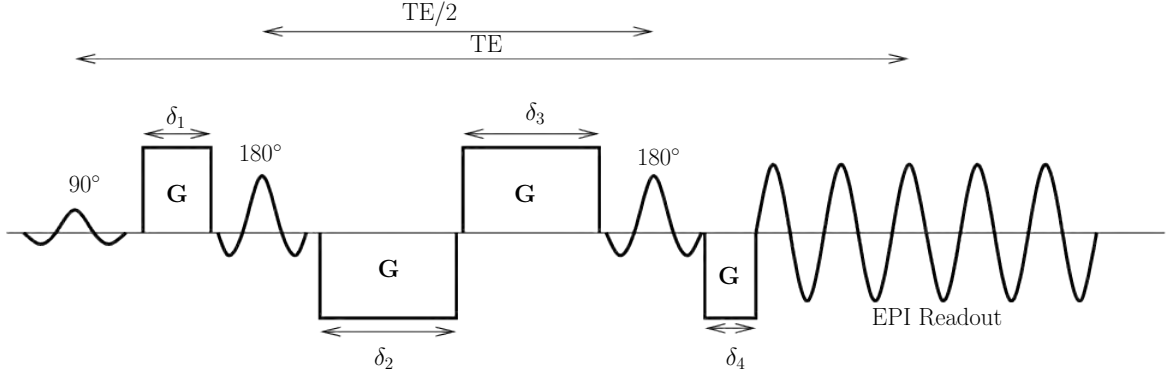 TE/2
TE
δ₁
δ₃
90°
180°
180°
G
G
G
G
EPI Readout
δ₂
δ₄